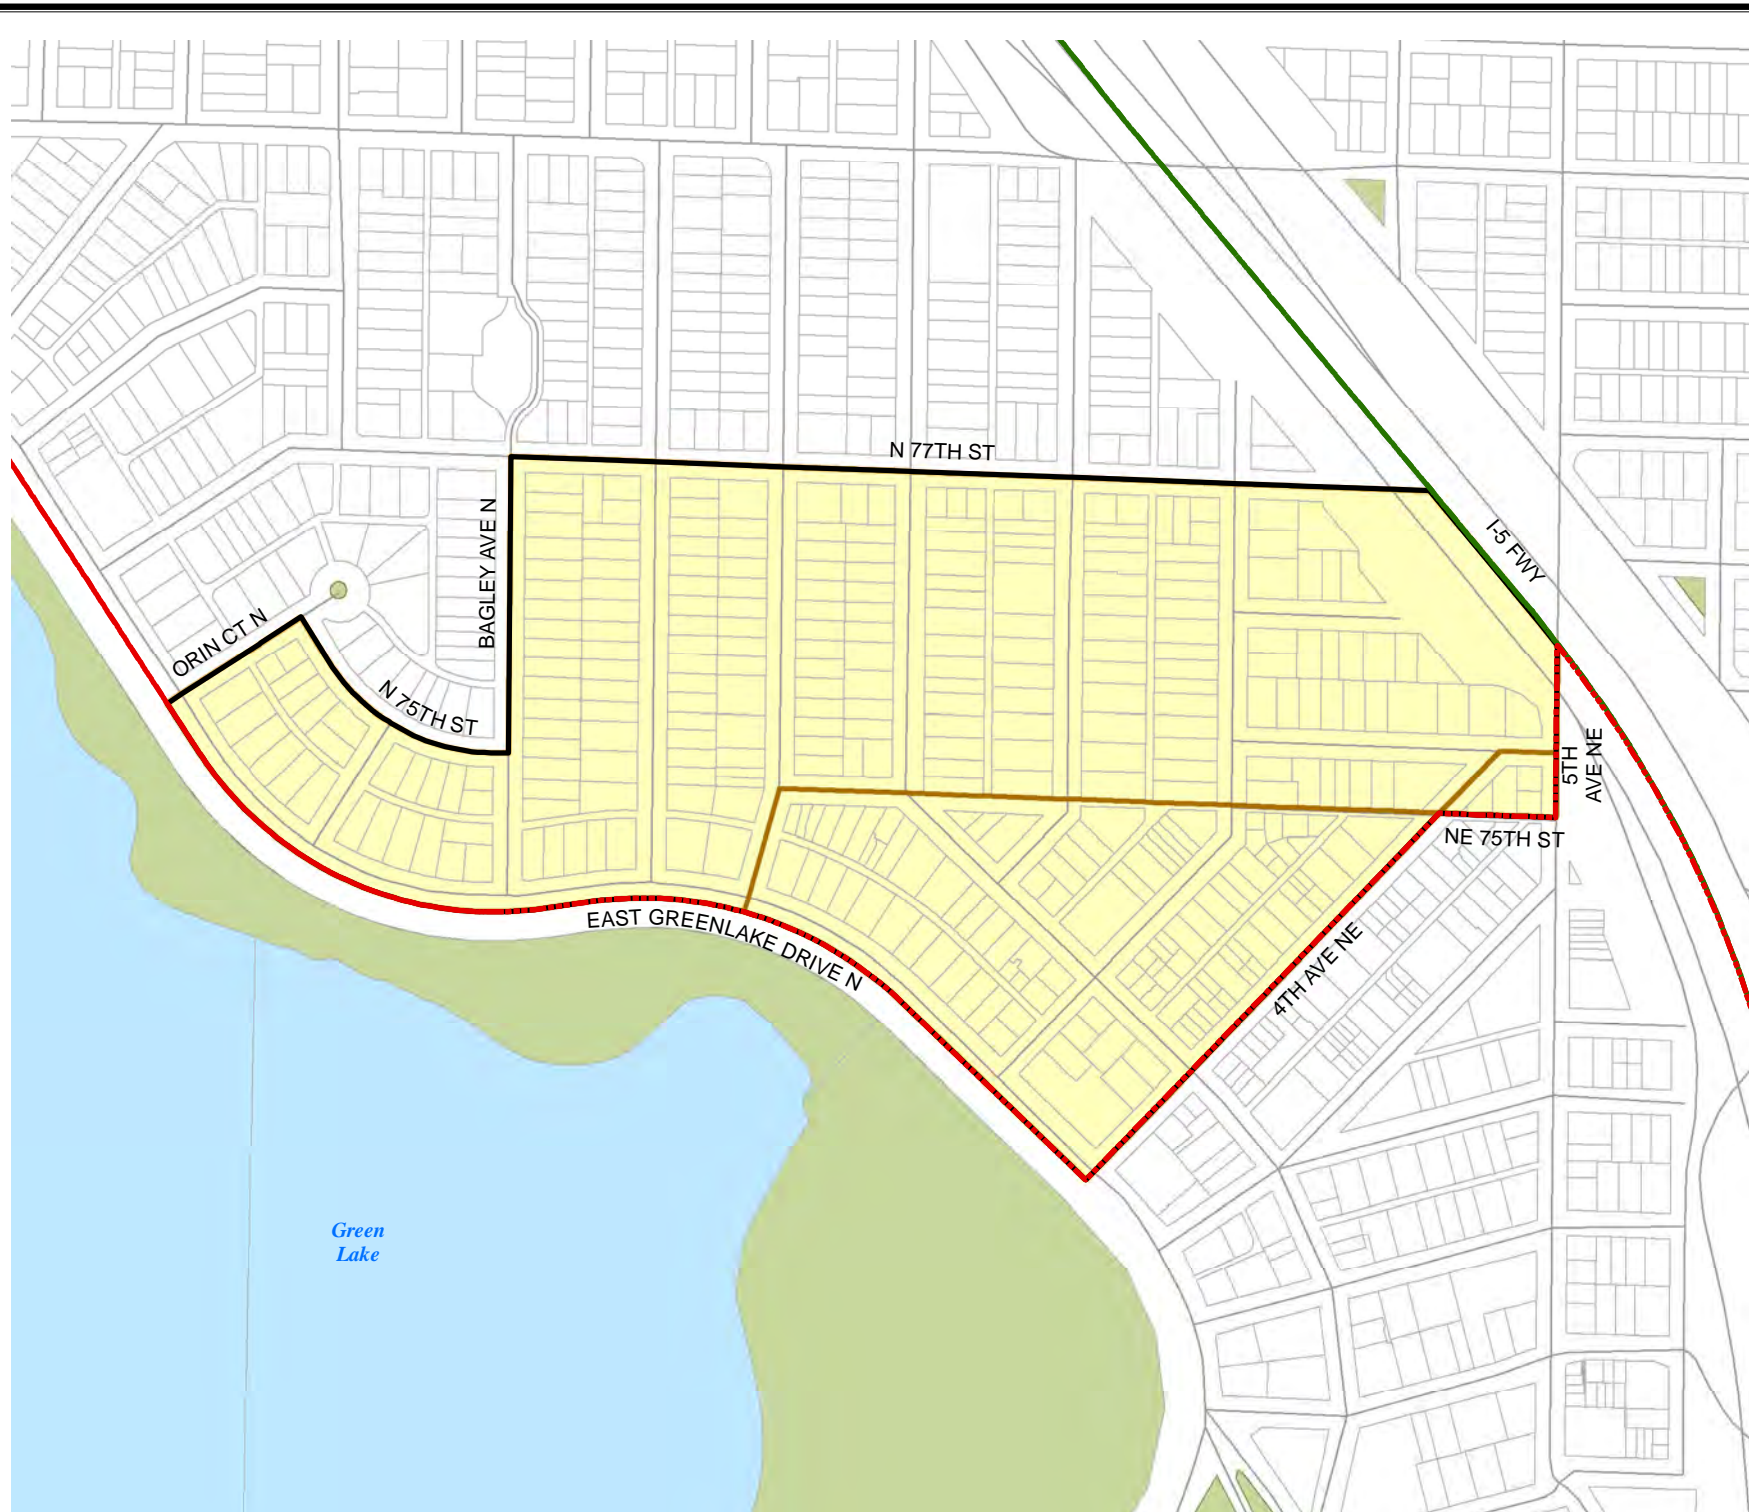 N 77TH ST
I-5 FWY
BAGLEY AVE N
ORIN CT N
N 75TH ST
5TH
AVE NE
NE 75TH ST
EAST GREENLAKE DRIVE N
4TH AVE NE
Green
Lake